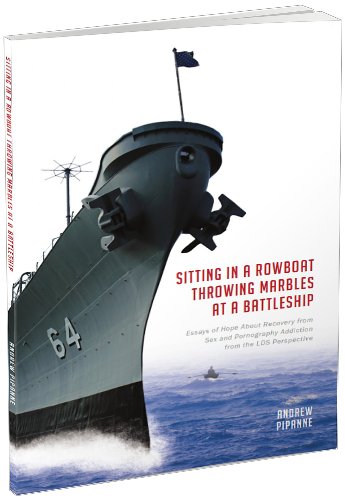 SITTING IN A ROWBOAT THROWING MARBLES AT A BATTLESHIP
ANDREW PIPANNE
64
SITTING IN A ROWBOAT
THROWING MARBLES
AT A BATTLESHIP
Essays of Hope About Recovery from
Sex and Pornography Addiction
from the LDS Perspective
ANDREW
PIPANNE